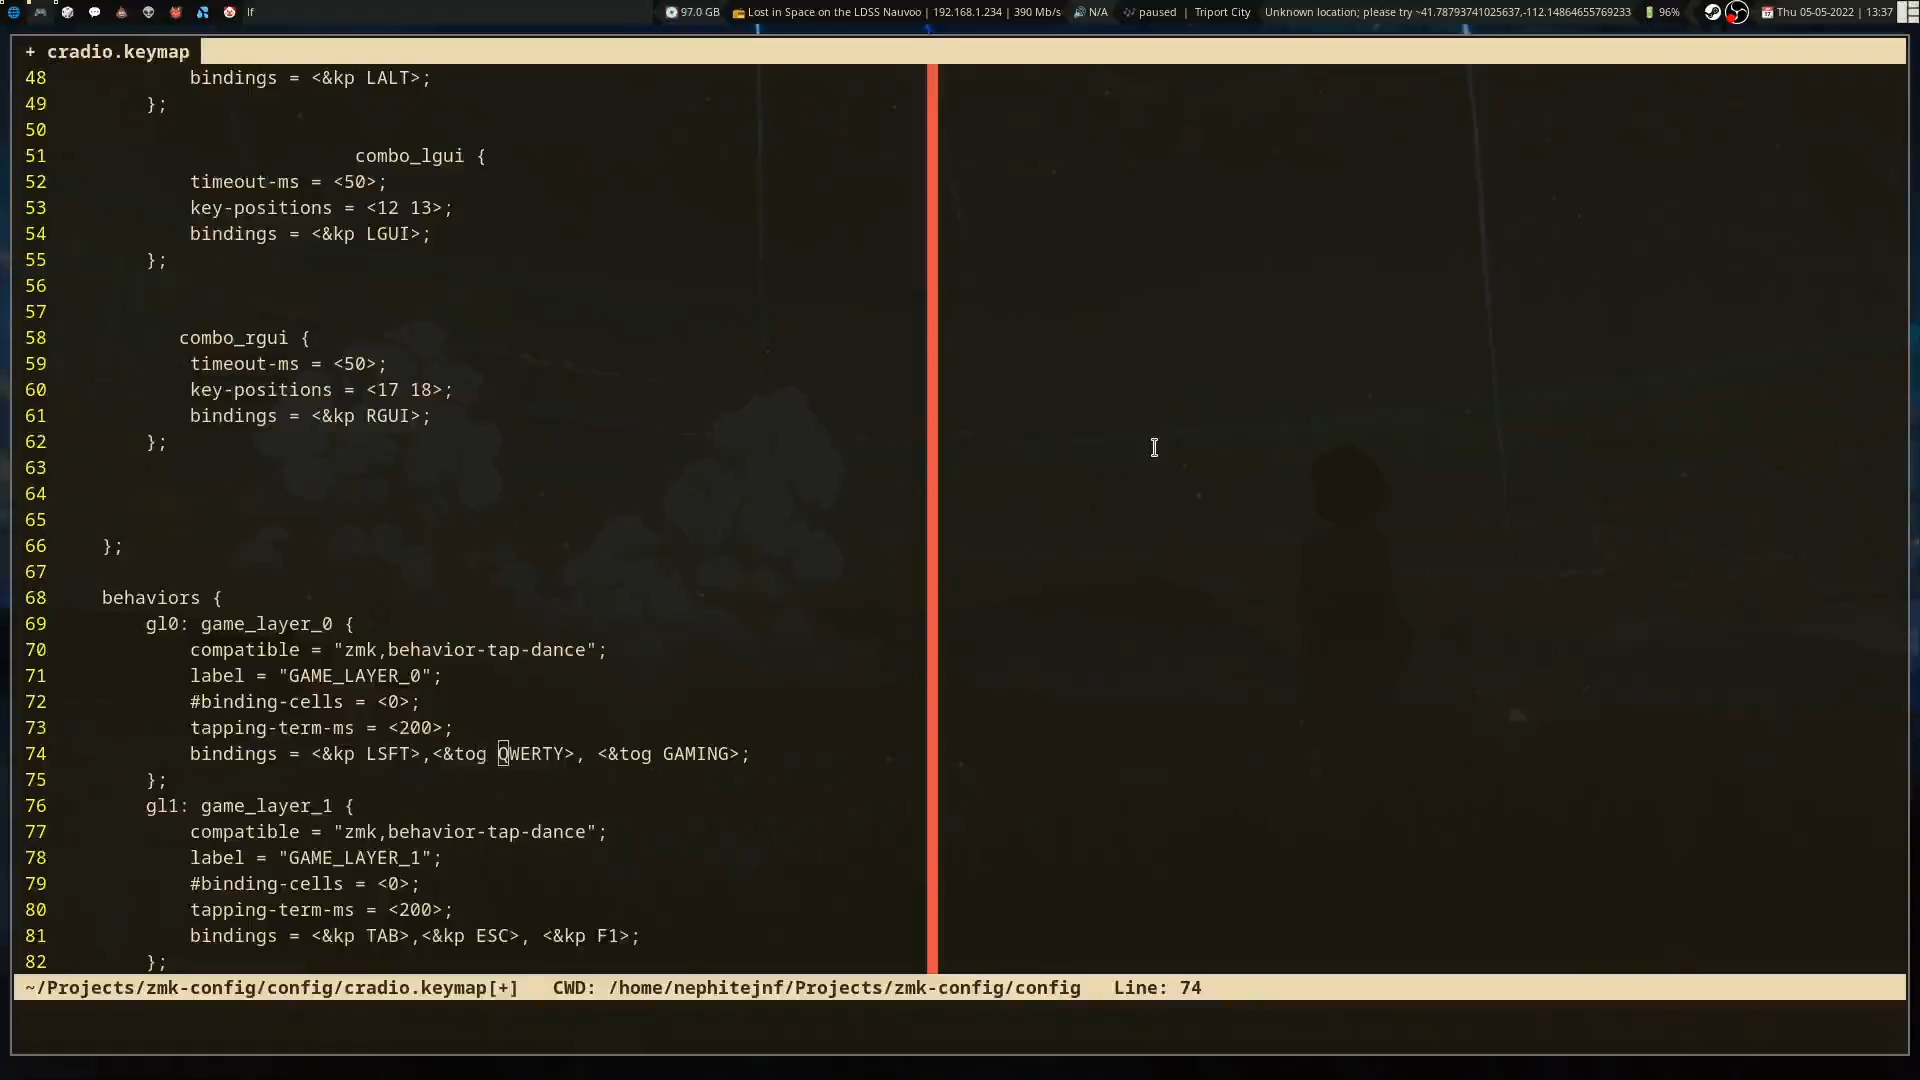 lf
97.0 GB
Lost in Space on the LDSS Nauvoo | 192.168.1.234 | 390 Mb/s
N/A
paused | Triport City
Unknown location; please try ~41.78793741025637,-112.14864655769233
96%
Thu 05-05-2022 | 13:37
+ cradio.keymap
48 bindings = <&kp LALT>;
49 };
50
51 combo_lgui {
52 timeout-ms = <50>;
53 key-positions = <12 13>;
54 bindings = <&kp LGUI>;
55 };
56
57
58 combo_rgui {
59 timeout-ms = <50>;
60 key-positions = <17 18>;
61 bindings = <&kp RGUI>;
62 };
63
64
65
66 };
67
68 behaviors {
69 gl0: game_layer_0 {
70 compatible = "zmk,behavior-tap-dance";
71 label = "GAME_LAYER_0";
72 #binding-cells = <0>;
73 tapping-term-ms = <200>;
74 bindings = <&kp LSFT>,<&tog QWERTY>, <&tog GAMING>;
75 };
76 gl1: game_layer_1 {
77 compatible = "zmk,behavior-tap-dance";
78 label = "GAME_LAYER_1";
79 #binding-cells = <0>;
80 tapping-term-ms = <200>;
81 bindings = <&kp TAB>,<&kp ESC>, <&kp F1>;
82 };
~/Projects/zmk-config/config/cradio.keymap[+] CWD: /home/nephitejnf/Projects/zmk-config/config Line: 74